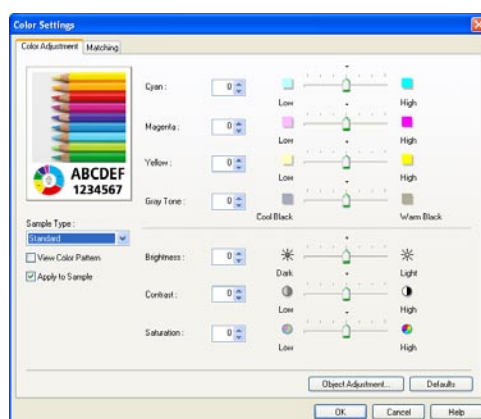 Color Settings
Color Adjustment Matching
ABCDEF
1234567
Sample Type :
Standard
View Color Pattern
Apply to Sample
Cyan : 0
Low High
Magenta : 0
Low High
Yellow : 0
Low High
Gray Tone : 0
Cool Black Warm Black
Brightness : 0
Dark Light
Contrast : 0
Low High
Saturation : 0
Low High
Object Adjustment... Defaults
OK Cancel Help